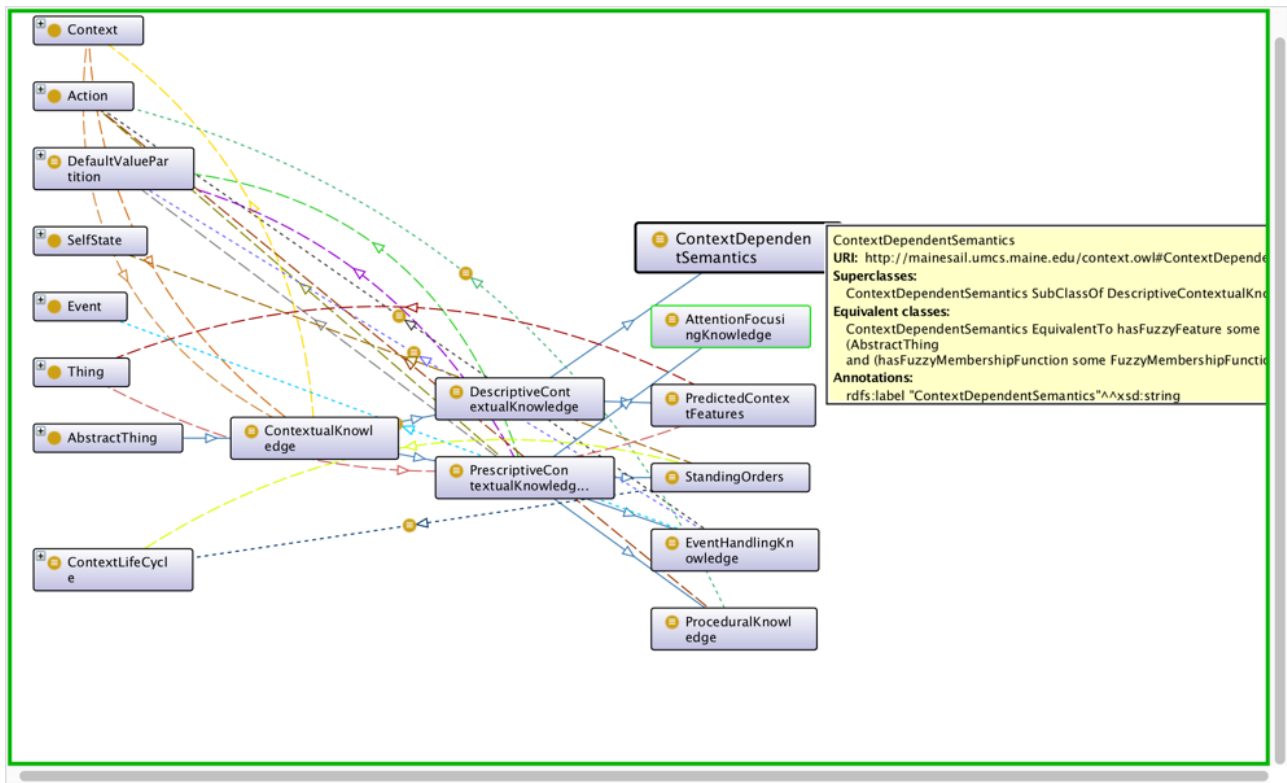 Context
Action
DefaultValuePar
tition
SelfState
Event
Thing
AbstractThing
ContextualKnowl
edge
ContextLifeCycl
e
DescriptiveCont
extualKnowledge
PrescriptiveCon
textualKnowledg...
ContextDependen
tSemantics
AttentionFocusi
ngKnowledge
PredictedContex
tFeatures
StandingOrders
EventHandlingKn
owledge
ProceduralKnowl
edge
ContextDependentSemantics
URI: http://mainesail.umcs.maine.edu/context.owl#ContextDepende
Superclasses:
ContextDependentSemantics SubClassOf DescriptiveContextualKno
Equivalent classes:
ContextDependentSemantics EquivalentTo hasFuzzyFeature some
(AbstractThing
and (hasFuzzyMembershipFunction some FuzzyMembershipFunctio
Annotations:
rdfs:label "ContextDependentSemantics"^^xsd:string